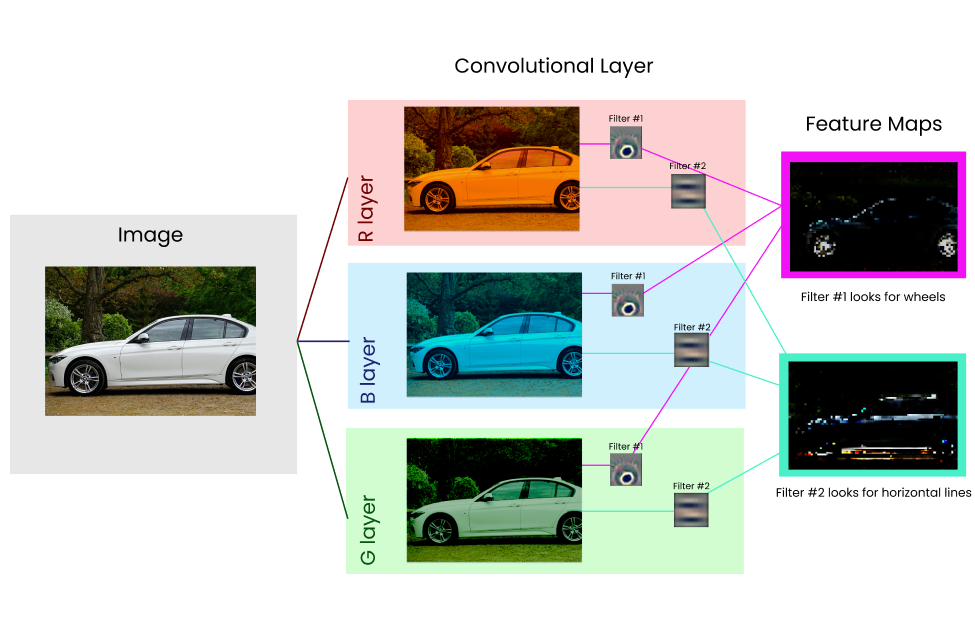 Convolutional Layer
Image
R layer
Filter #1
Filter #2
B layer
Filter #1
Filter #2
G layer
Filter #1
Filter #2
Feature Maps
Filter #1 looks for wheels
Filter #2 looks for horizontal lines